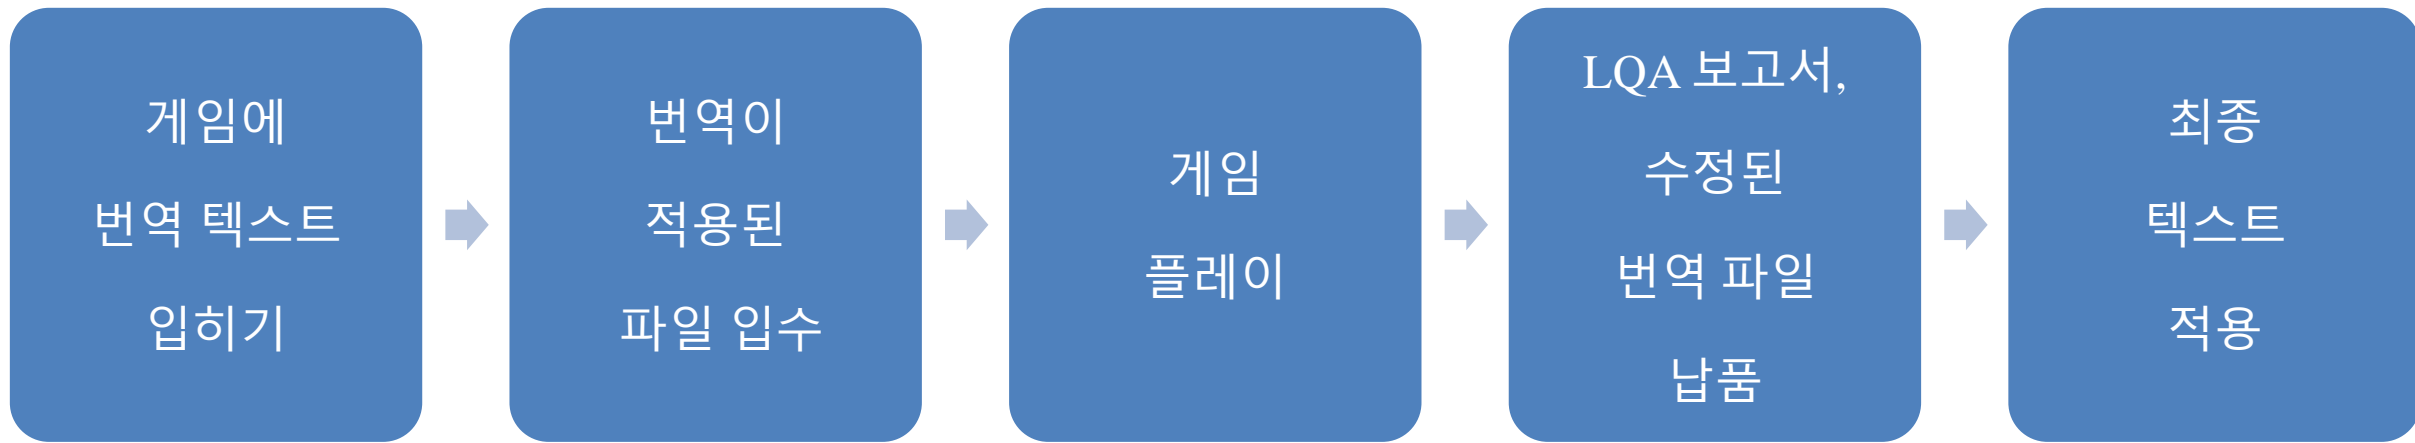 게임에
번역 텍스트
입히기
번역이
적용된
파일 입수
게임
플레이
LQA 보고서,
수정된
번역 파일
납품
최종
텍스트
적용